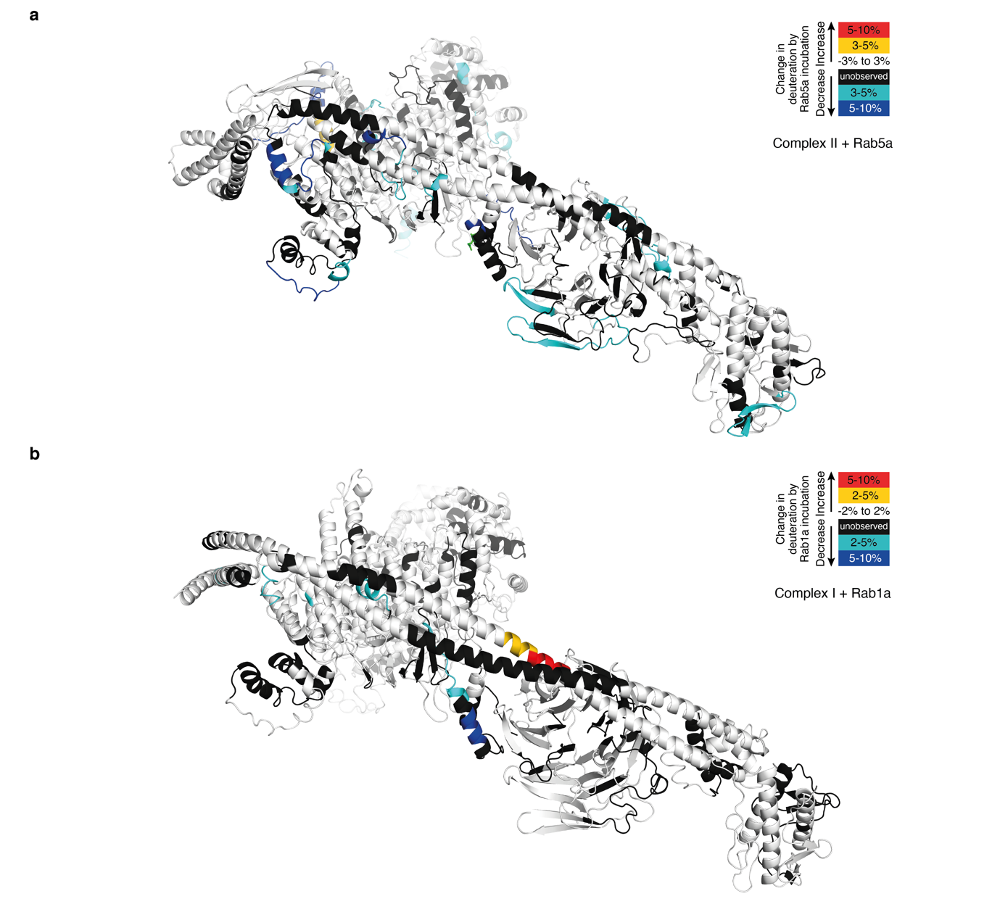 a
Change in
deuteration by
Rab5a incubation
Decrease Increase
5-10%
3-5%
-3% to 3%
unobserved
3-5%
5-10%
Complex II + Rab5a
b
Change in
deuteration by
Rab1a incubation
Decrease Increase
5-10%
2-5%
-2% to 2%
unobserved
2-5%
5-10%
Complex I + Rab1a